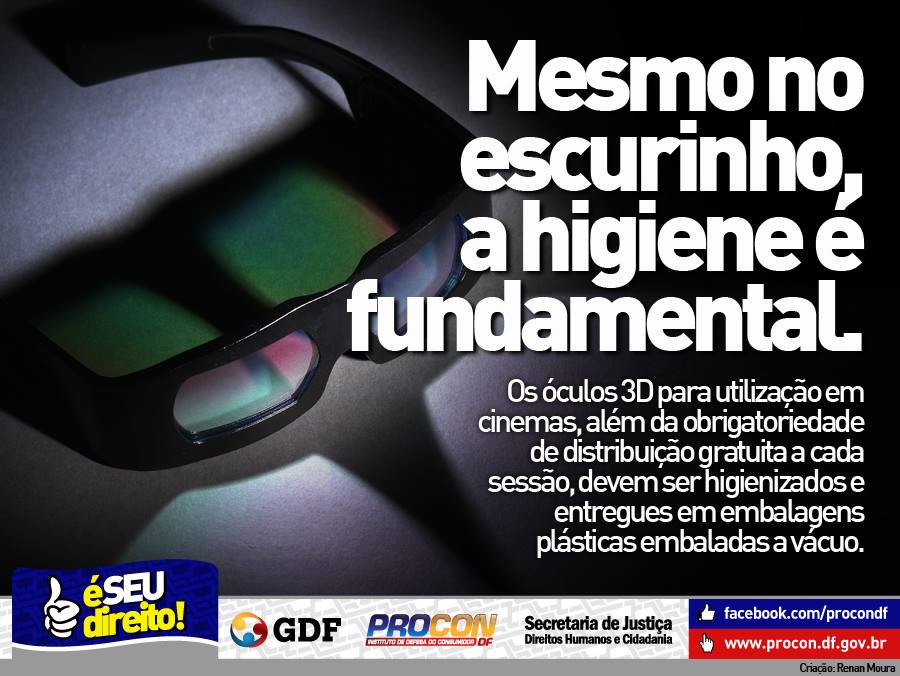 Mesmo no
escurinho,
a higiene é
fundamental.
Os óculos 3D para utilização em
cinemas, além da obrigatoriedade
de distribuição gratuita a cada
sessão, devem ser higienizados e
entregues em embalagens
plásticas embaladas a vácuo.
é SEU
direito!
GDF
PROCON
INSTITUTO DE DEFESA DO CONSUMIDOR DF
Secretaria de Justiça
Direitos Humanos e Cidadania
facebook.com/procondf
www.procon.df.gov.br
Criação: Renan Moura